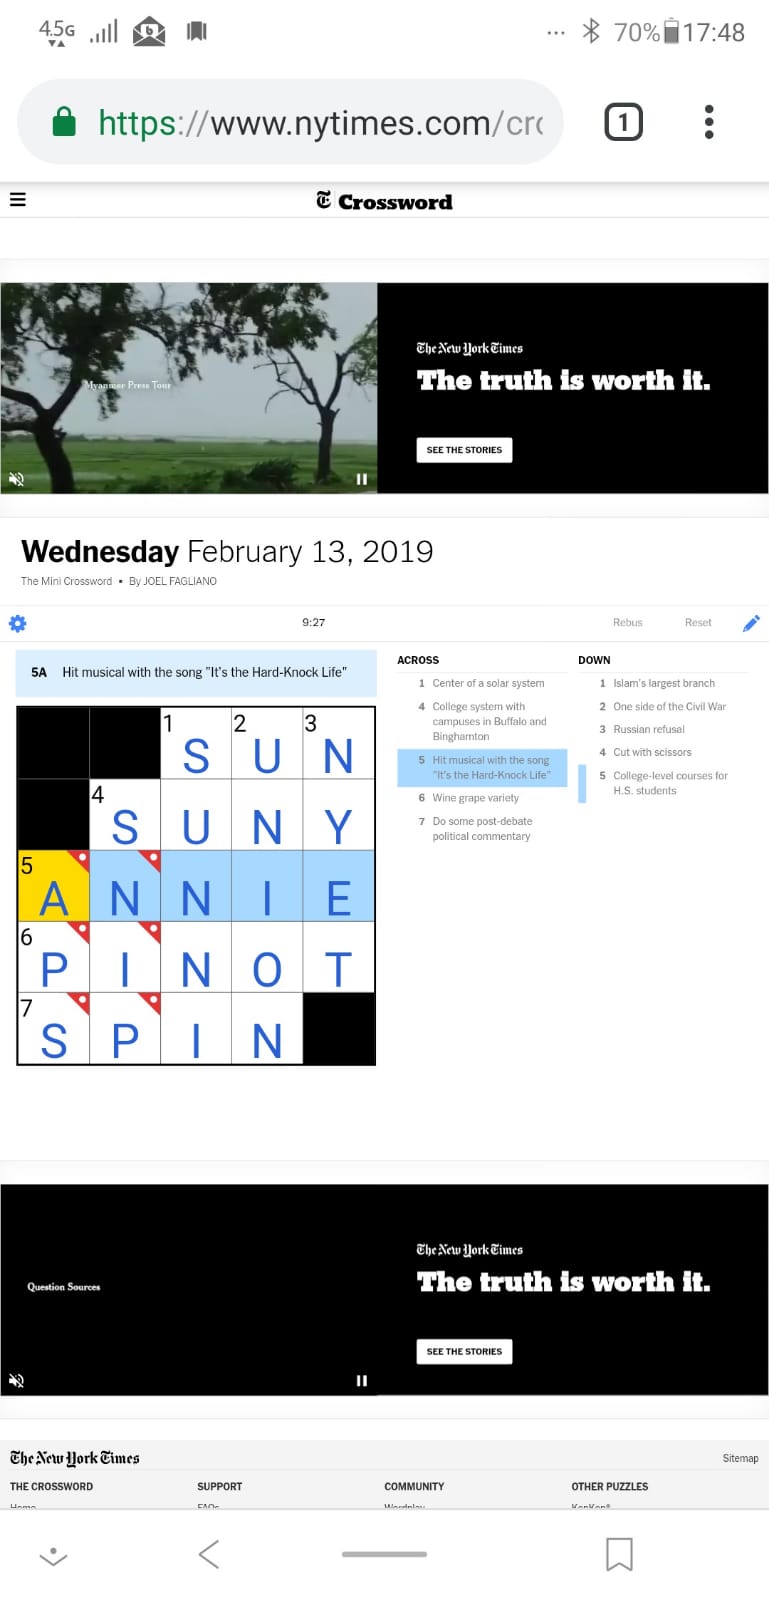 4.5G
70% 17:48
https://www.nytimes.com/cro
1
Crossword
Myanmar Press Tour
The New York Times
The truth is worth it.
SEE THE STORIES
Wednesday February 13, 2019
The Mini Crossword • By JOEL FAGLIANO
9:27 Rebus Reset
5A Hit musical with the song "It's the Hard-Knock Life"
1 S 2 U 3 N
4 S U N Y
5 A N N I E
6 P I N O T
7 S P I N
ACROSS
1 Center of a solar system
4 College system with
campuses in Buffalo and
Binghamton
5 Hit musical with the song
"It's the Hard-Knock Life"
6 Wine grape variety
7 Do some post-debate
political commentary
DOWN
1 Islam's largest branch
2 One side of the Civil War
3 Russian refusal
4 Cut with scissors
5 College-level courses for
H.S. students
Question Sources
The New York Times
The truth is worth it.
SEE THE STORIES
The New York Times
Sitemap
THE CROSSWORD SUPPORT COMMUNITY OTHER PUZZLES
Home FAQs Wordplay KenKen®